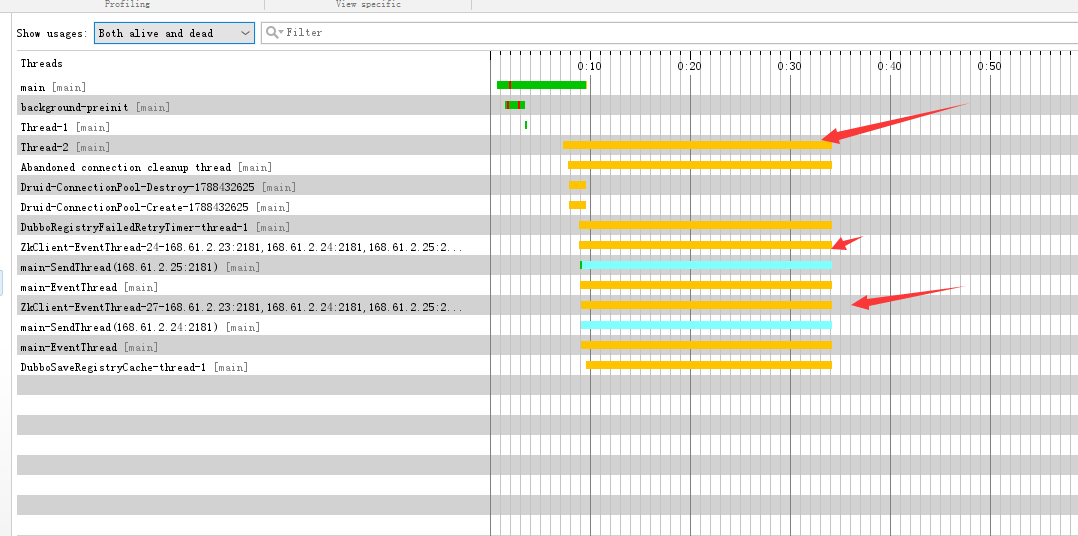 Profiling View specific
Show usages: Both alive and dead Filter
Threads 0:10 0:20 0:30 0:40 0:50
main [main]
background-preinit [main]
Thread-1 [main]
Thread-2 [main]
Abandoned connection cleanup thread [main]
Druid-ConnectionPool-Destroy-1788432625 [main]
Druid-ConnectionPool-Create-1788432625 [main]
DubboRegistryFailedRetryTimer-thread-1 [main]
ZkClient-EventThread-24-168.61.2.23:2181,168.61.2.24:2181,168.61.2.25:2...
main-SendThread(168.61.2.25:2181) [main]
main-EventThread [main]
ZkClient-EventThread-27-168.61.2.23:2181,168.61.2.24:2181,168.61.2.25:2...
main-SendThread(168.61.2.24:2181) [main]
main-EventThread [main]
DubboSaveRegistryCache-thread-1 [main]